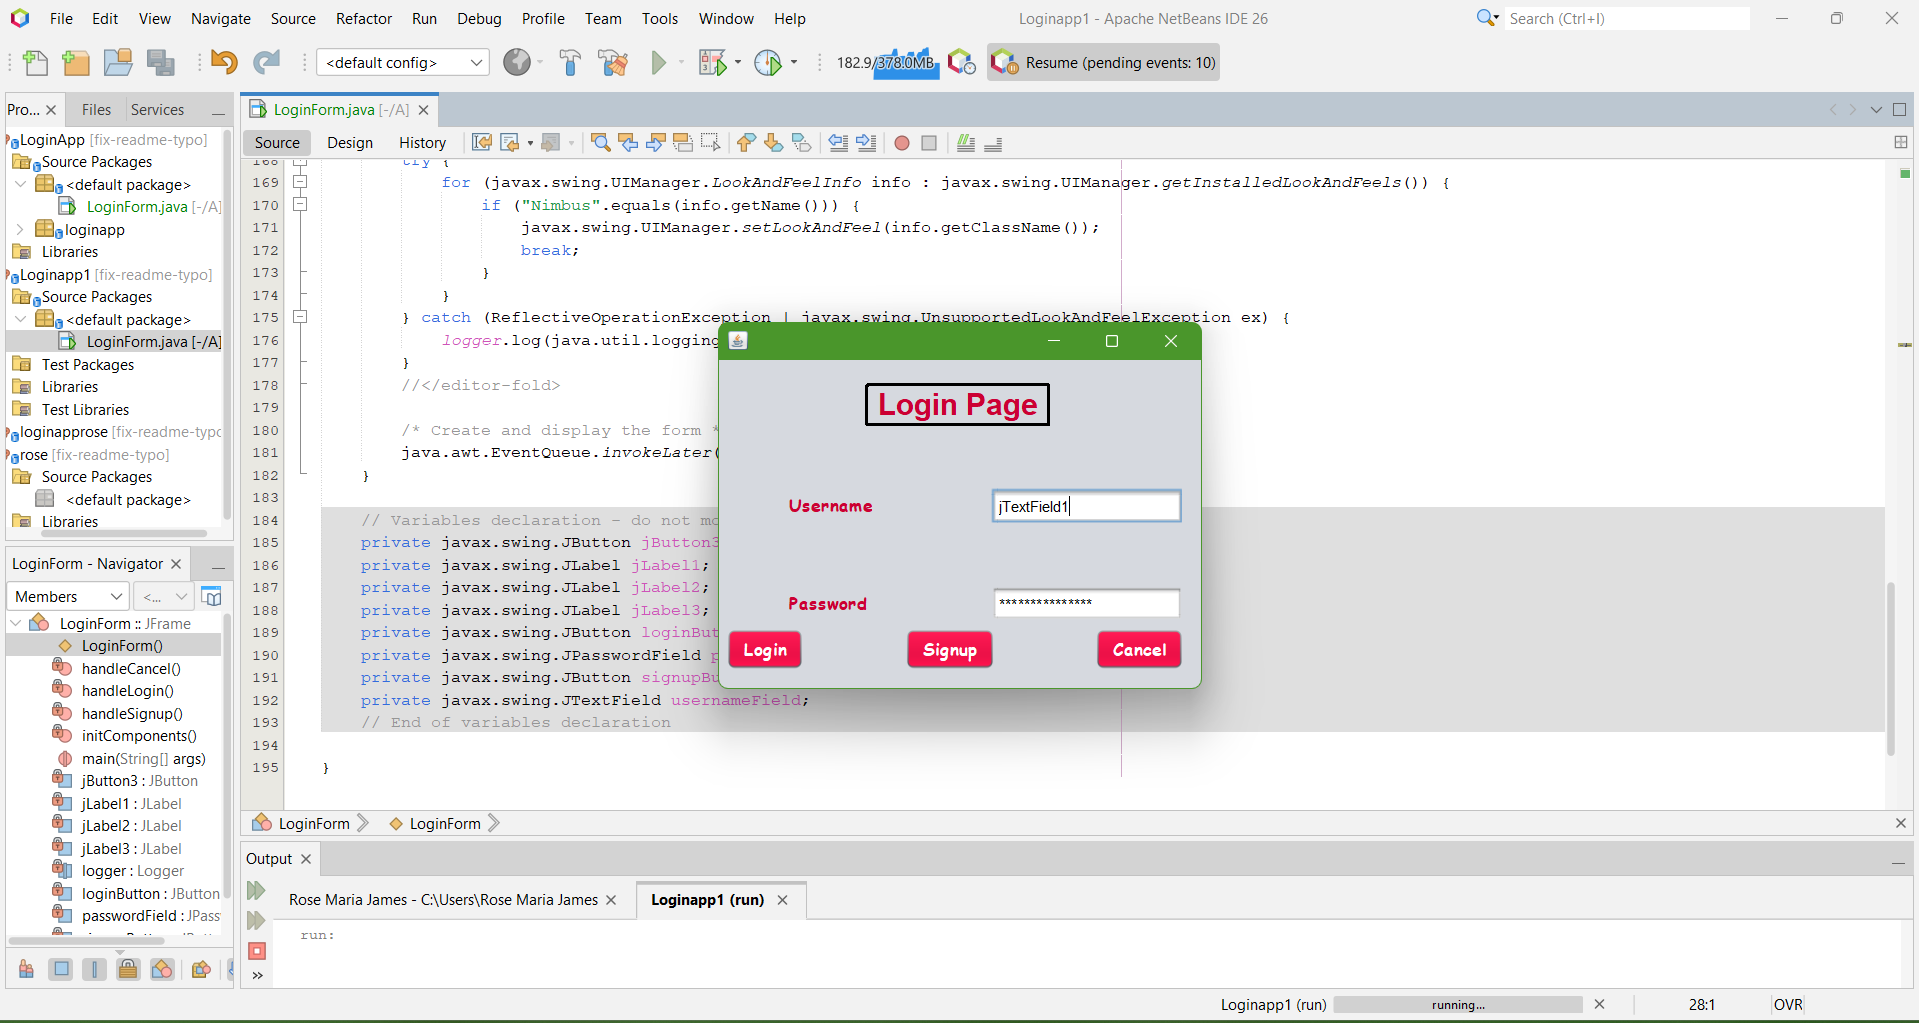 File Edit View Navigate Source Refactor Run Debug Profile Team Tools Window Help
Loginapp1 - Apache NetBeans IDE 26
Search (Ctrl+I)
<default config>
182.9/378.0MB
Resume (pending events: 10)
Pro... Files Services
LoginForm.java [-/A]
LoginApp [fix-readme-typo]
Source Packages
<default package>
LoginForm.java [-/A]
loginapp
Libraries
Loginapp1 [fix-readme-typo]
Source Packages
<default package>
LoginForm.java [-/A]
Test Packages
Libraries
Test Libraries
loginapprose [fix-readme-typo
rose [fix-readme-typo]
Source Packages
<default package>
Libraries
LoginForm - Navigator
Members <...
LoginForm :: JFrame
LoginForm()
handleCancel()
handleLogin()
handleSignup()
initComponents()
main(String[] args)
jButton3 : JButton
jLabel1 : JLabel
jLabel2 : JLabel
jLabel3 : JLabel
logger : Logger
loginButton : JButton
passwordField : JPass
Source Design History
168 try {
169 for (javax.swing.UIManager.LookAndFeelInfo info : javax.swing.UIManager.getInstalledLookAndFeels()) {
170 if ("Nimbus".equals(info.getName())) {
171 javax.swing.UIManager.setLookAndFeel(info.getClassName());
172 break;
173 }
174 }
175 } catch (ReflectiveOperationException | javax.swing.UnsupportedLookAndFeelException ex) {
176 logger.log(java.util.logging
177 }
178 //</editor-fold>
179
180 /* Create and display the form *
181 java.awt.EventQueue.invokeLater(
182 }
183
184 // Variables declaration - do not mo
185 private javax.swing.JButton jButton3
186 private javax.swing.JLabel jLabel1;
187 private javax.swing.JLabel jLabel2;
188 private javax.swing.JLabel jLabel3;
189 private javax.swing.JButton loginBut
190 private javax.swing.JPasswordField p
191 private javax.swing.JButton signupBu
192 private javax.swing.JTextField usernameField;
193 // End of variables declaration
194
195 }
Login Page
Username jTextField1
Password ***************
Login Signup Cancel
LoginForm LoginForm
Output
Rose Maria James - C:\Users\Rose Maria James
Loginapp1 (run)
run:
Loginapp1 (run) running... 28:1 OVR